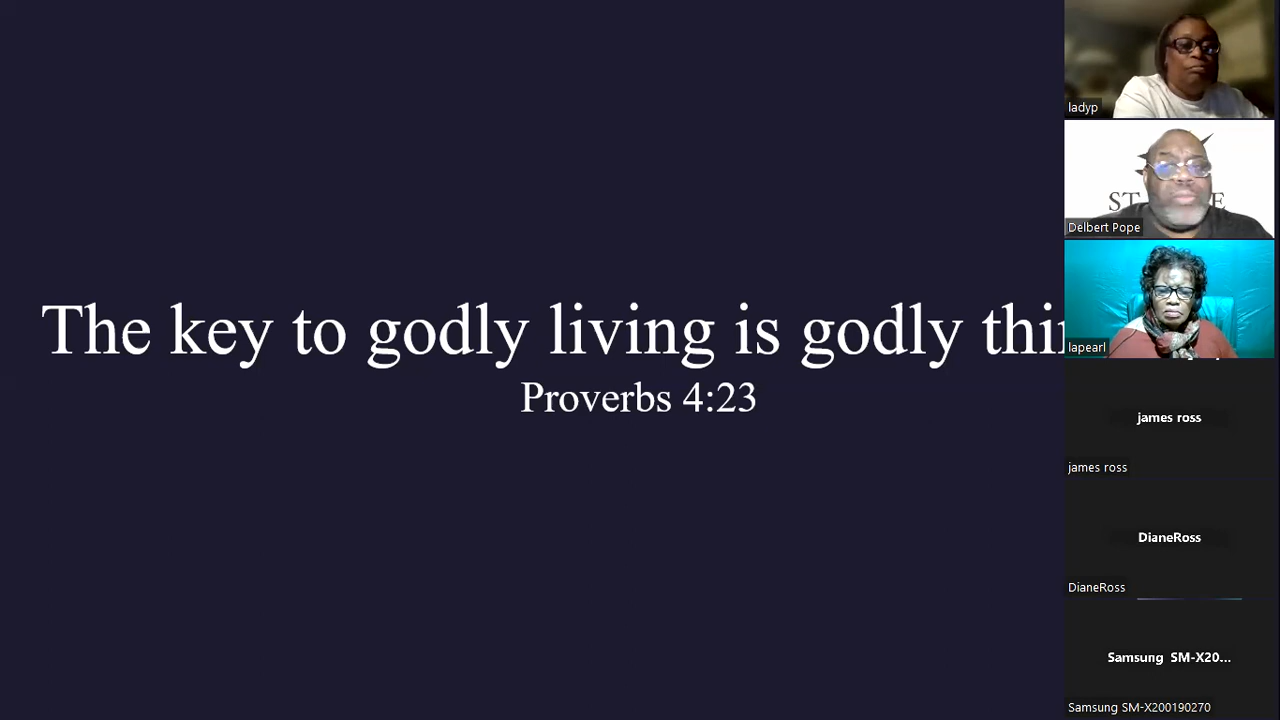 The key to godly living is godly
Proverbs 4:23
ladyp
Delbert Pope
lapearl
james ross
james ross
DianeRoss
DianeRoss
Samsung SM-X20...
Samsung SM-X200190270